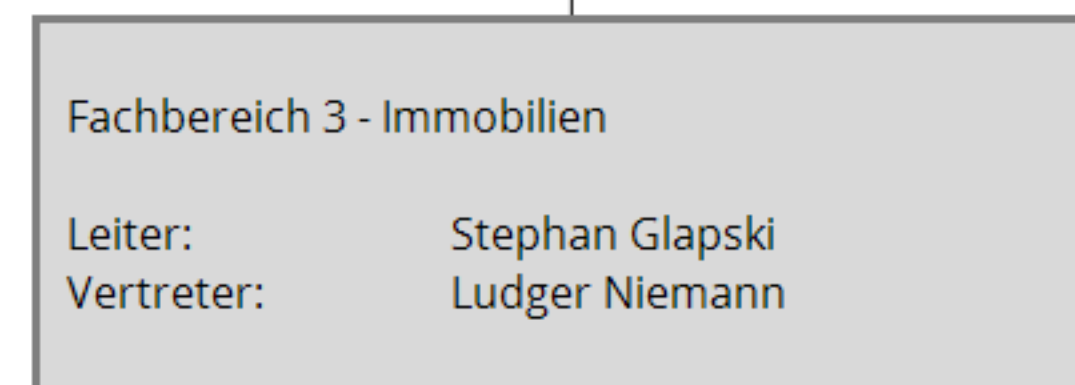 Fachbereich 3 - Immobilien
Leiter: Stephan Glapski
Vertreter: Ludger Niemann